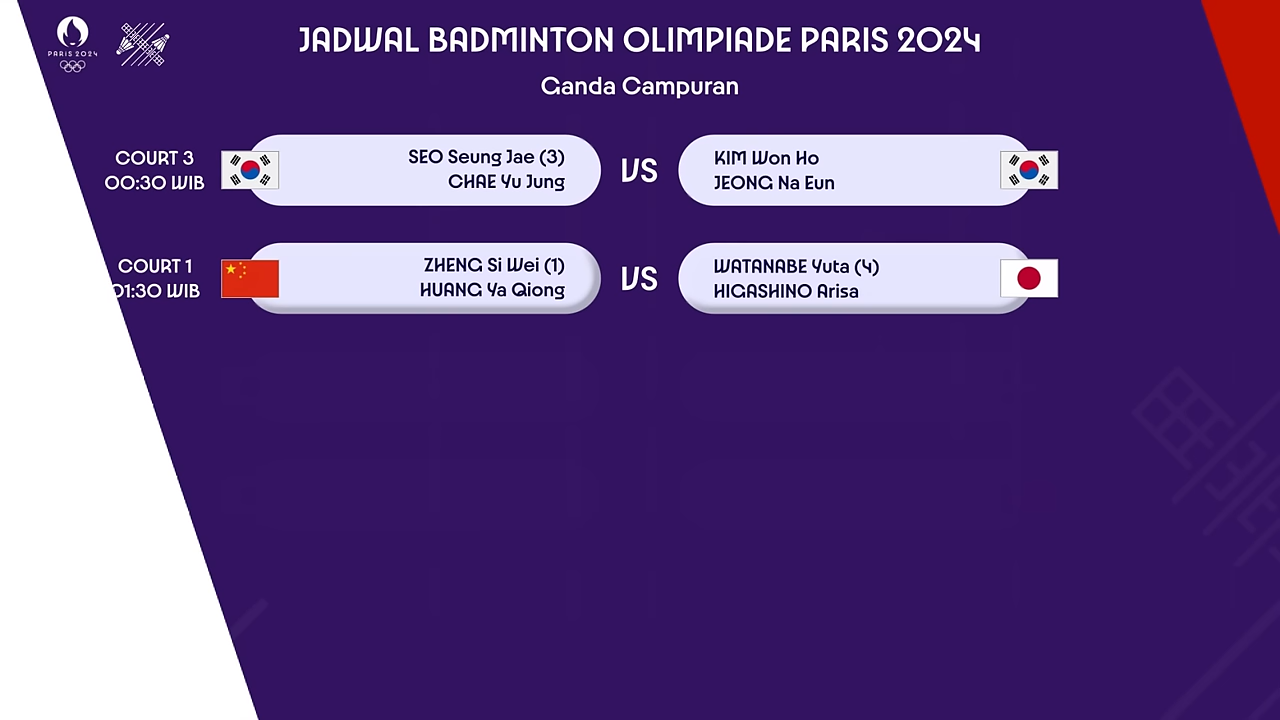 PARIS 2024
JADWAL BADMINTON OLIMPIADE PARIS 2024
Ganda Campuran
COURT 3
00:30 WIB
SEO Seung Jae (3)
CHAE Yu Jung
VS
KIM Won Ho
JEONG Na Eun
COURT 1
01:30 WIB
ZHENG Si Wei (1)
HUANG Ya Qiong
VS
WATANABE Yuta (4)
HIGASHINO Arisa